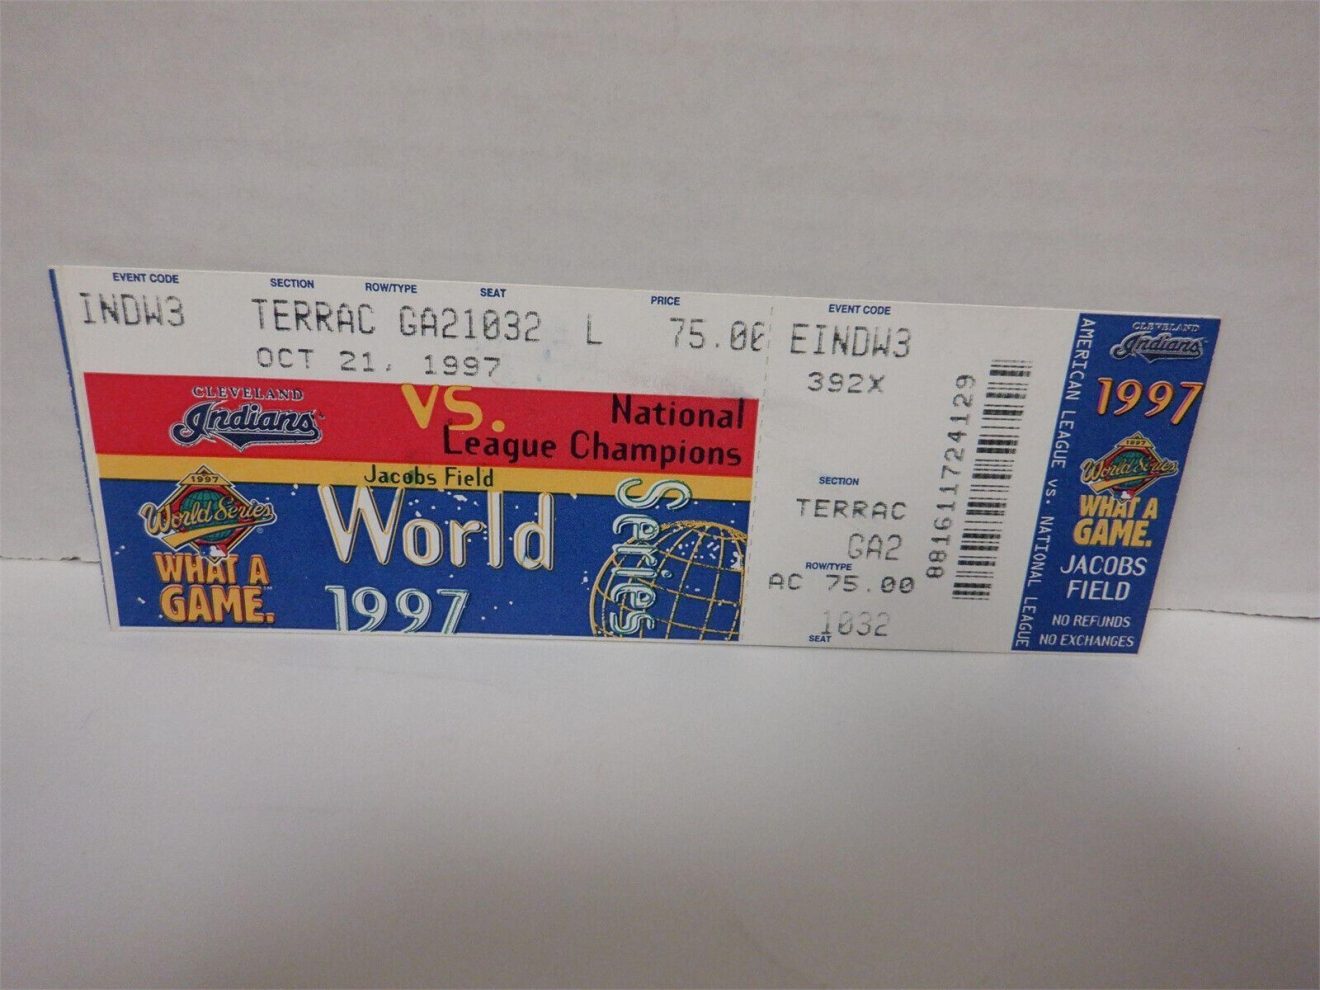 EVENT CODE SECTION ROW/TYPE SEAT PRICE
INDW3 TERRAC GA21032 L 75.00
OCT 21, 1997
CLEVELAND
Indians
VS.
National
League Champions
Jacobs Field
1997
World Series
WHAT A
GAME.
World
Series
1997
EVENT CODE
EINDW3
392X
SECTION
TERRAC
GA2
ROW/TYPE
AC 75.00
1032
SEAT
8816117724129
AMERICAN LEAGUE vs. NATIONAL LEAGUE
CLEVELAND
Indians
1997
1997
World Series
WHAT A
GAME.
JACOBS
FIELD
NO REFUNDS
NO EXCHANGES